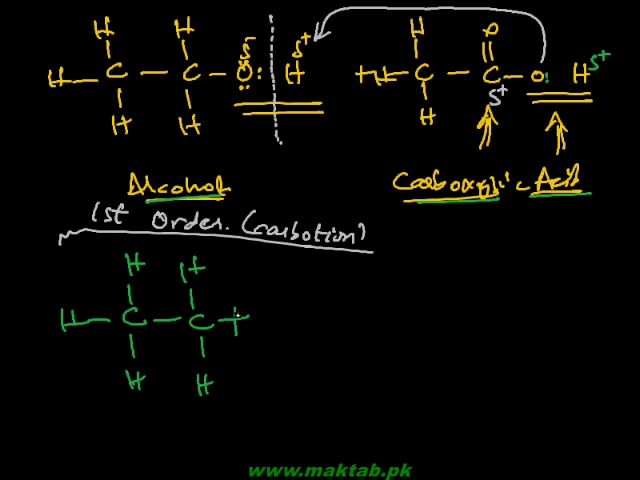 H H δ- δ+ H O
H - C - C - O : H H - C - C - O : H δ+
H H H δ+
Alcohol Carboxylic Acid
1st Order. Carbotion
H H
H - C - C - +
H H
www.maktab.pk